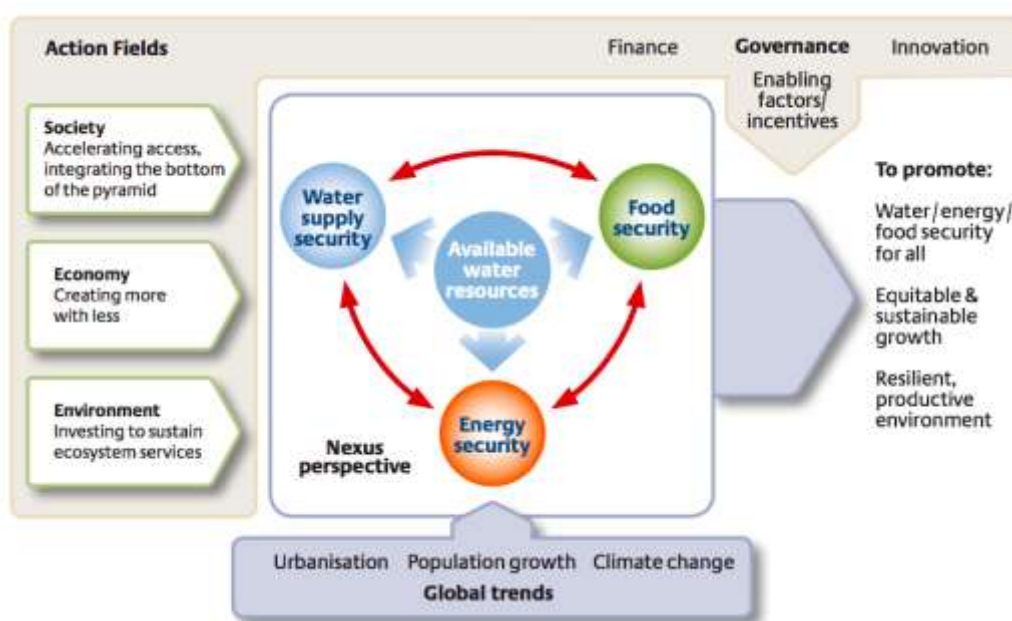 Action Fields
Finance
Governance
Innovation
Enabling
factors/
incentives
Society
Accelerating access,
integrating the bottom
of the pyramid
Economy
Creating more
with less
Environment
Investing to sustain
ecosystem services
Water
supply
security
Food
security
Available
water
resources
Energy
security
Nexus
perspective
To promote:
Water/energy/
food security
for all
Equitable &
sustainable
growth
Resilient,
productive
environment
Urbanisation
Population growth
Climate change
Global trends